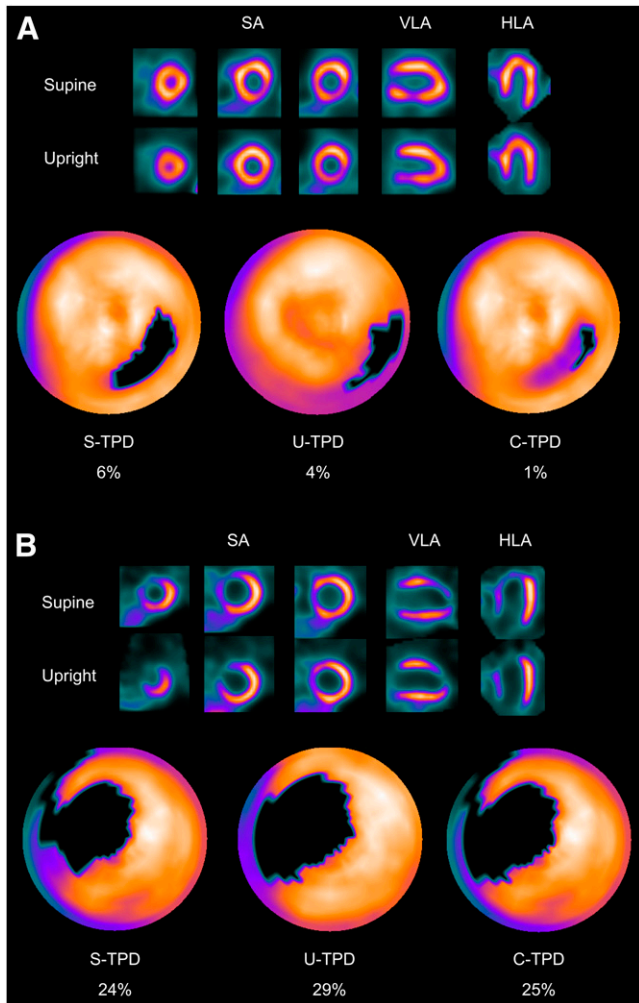 A
SA VLA HLA
Supine
Upright
S-TPD U-TPD C-TPD
6% 4% 1%
B
SA VLA HLA
Supine
Upright
S-TPD U-TPD C-TPD
24% 29% 25%